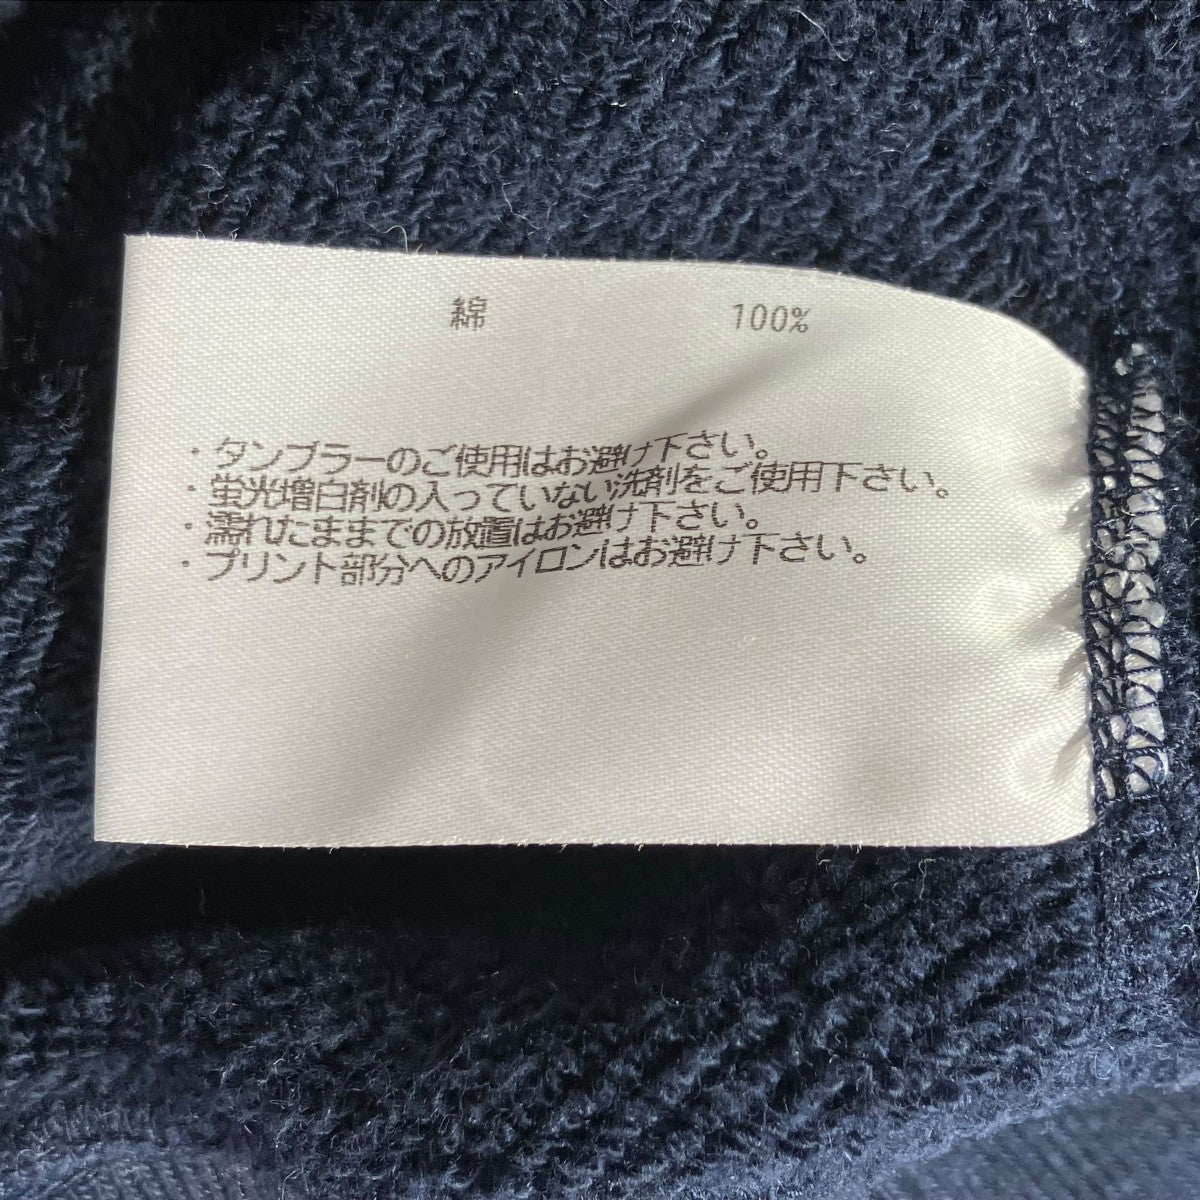 綿 100%
・タンブラーのご使用はお避け下さい。
・蛍光増白剤の入っていない洗剤をご使用下さい。
・濡れたままでの放置はお避け下さい。
・プリント部分へのアイロンはお避け下さい。